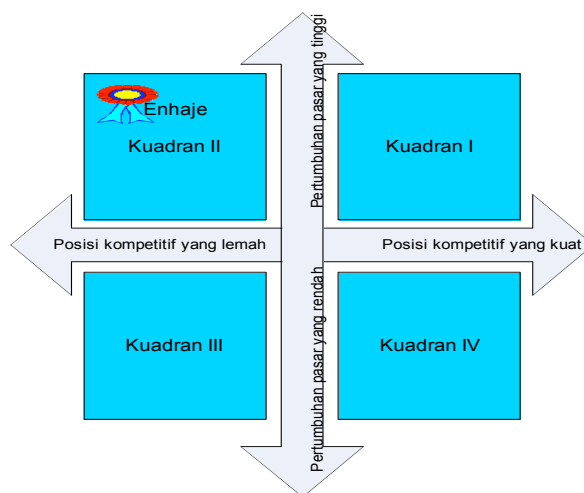 Pertumbuhan pasar yang tinggi
Enhaje
Kuadran II
Kuadran I
Posisi kompetitif yang lemah
Posisi kompetitif yang kuat
Kuadran III
Kuadran IV
Pertumbuhan pasar yang rendah